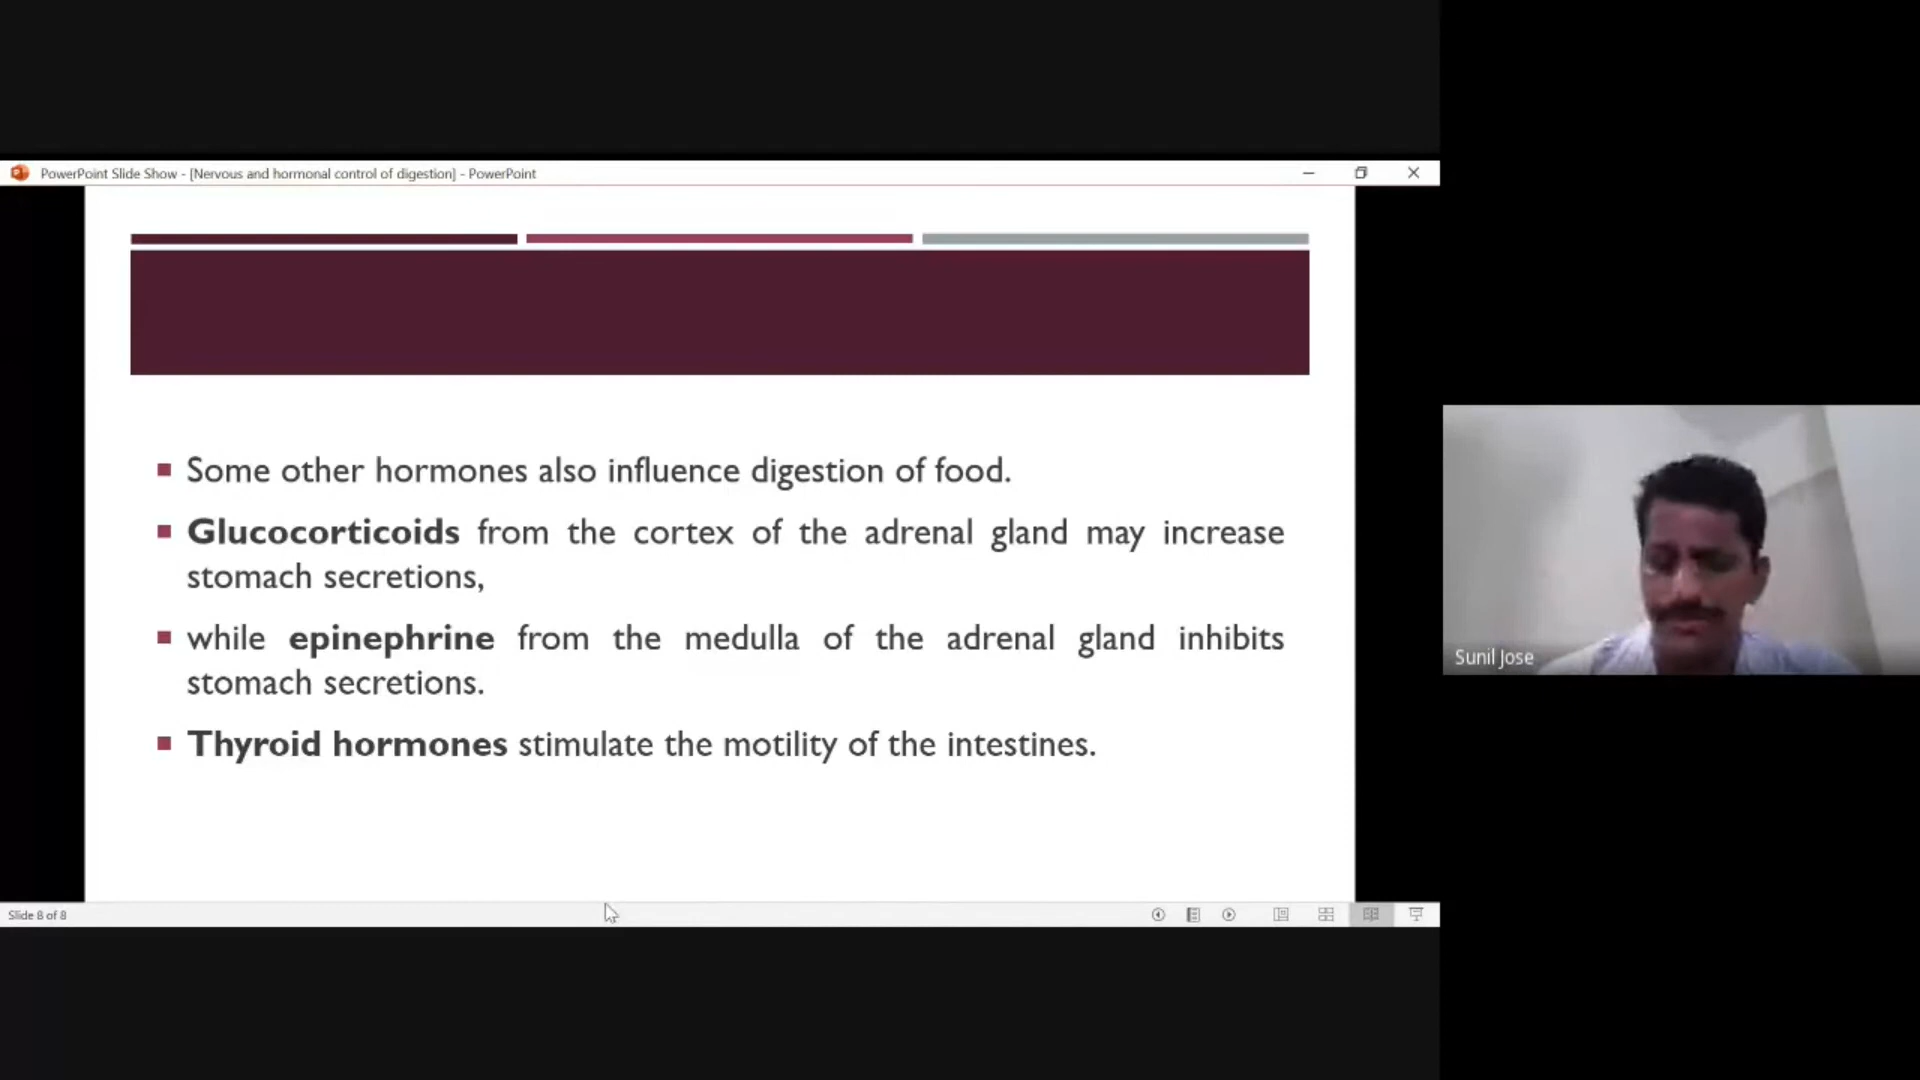 PowerPoint Slide Show - [Nervous and hormonal control of digestion] - PowerPoint
Some other hormones also influence digestion of food.
Glucocorticoids from the cortex of the adrenal gland may increase
stomach secretions,
while epinephrine from the medulla of the adrenal gland inhibits
stomach secretions.
Thyroid hormones stimulate the motility of the intestines.
Sunil Jose
Slide 8 of 8